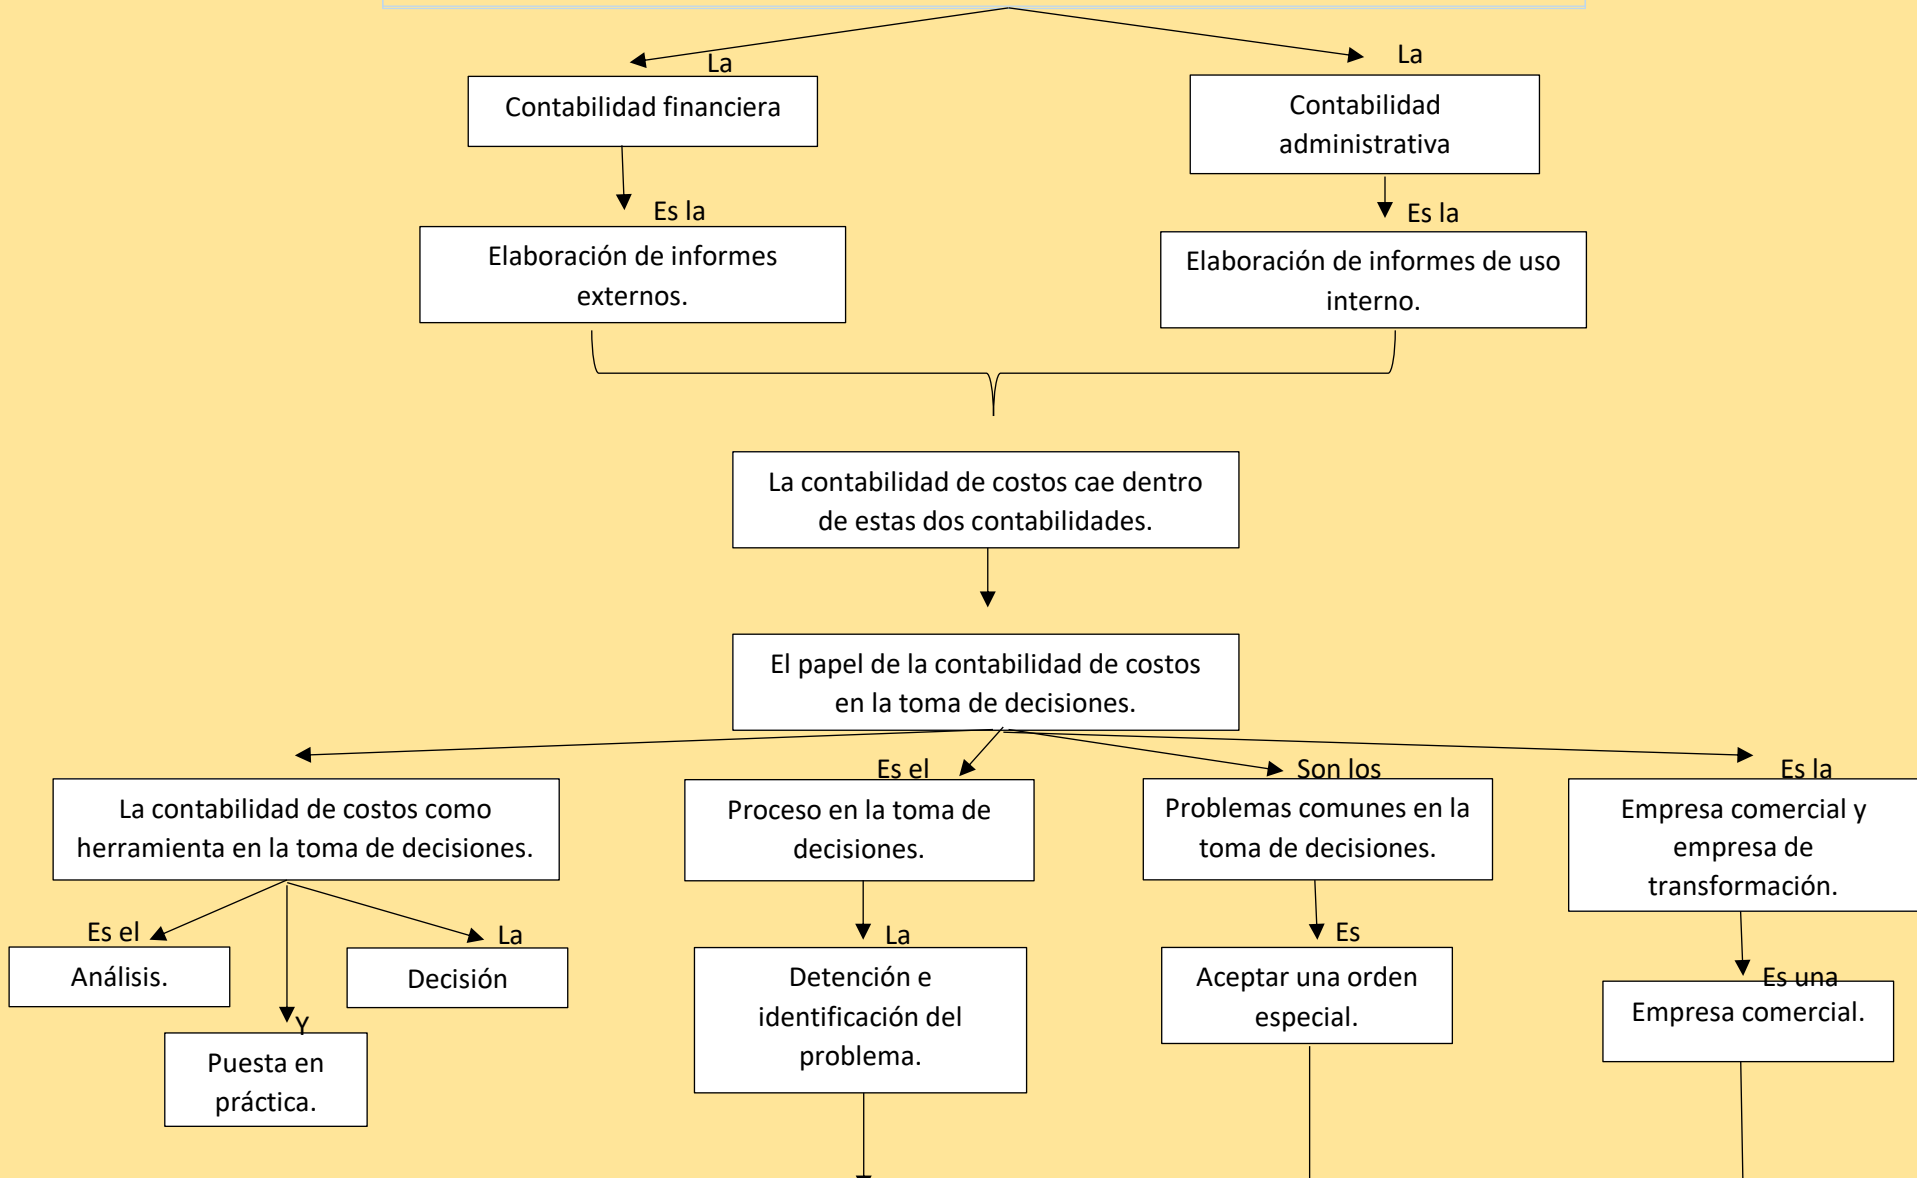 La
La
Contabilidad financiera
Contabilidad
administrativa
Es la
Es la
Elaboración de informes
externos.
Elaboración de informes de uso
interno.
La contabilidad de costos cae dentro
de estas dos contabilidades.
El papel de la contabilidad de costos
en la toma de decisiones.
Es el
Son los
Es la
La contabilidad de costos como
herramienta en la toma de decisiones.
Proceso en la toma de
decisiones.
Problemas comunes en la
toma de decisiones.
Empresa comercial y
empresa de
transformación.
Es el
La
La
Es
Análisis.
Decisión
Y
Puesta en
práctica.
Detención e
identificación del
problema.
Aceptar una orden
especial.
Es una
Empresa comercial.